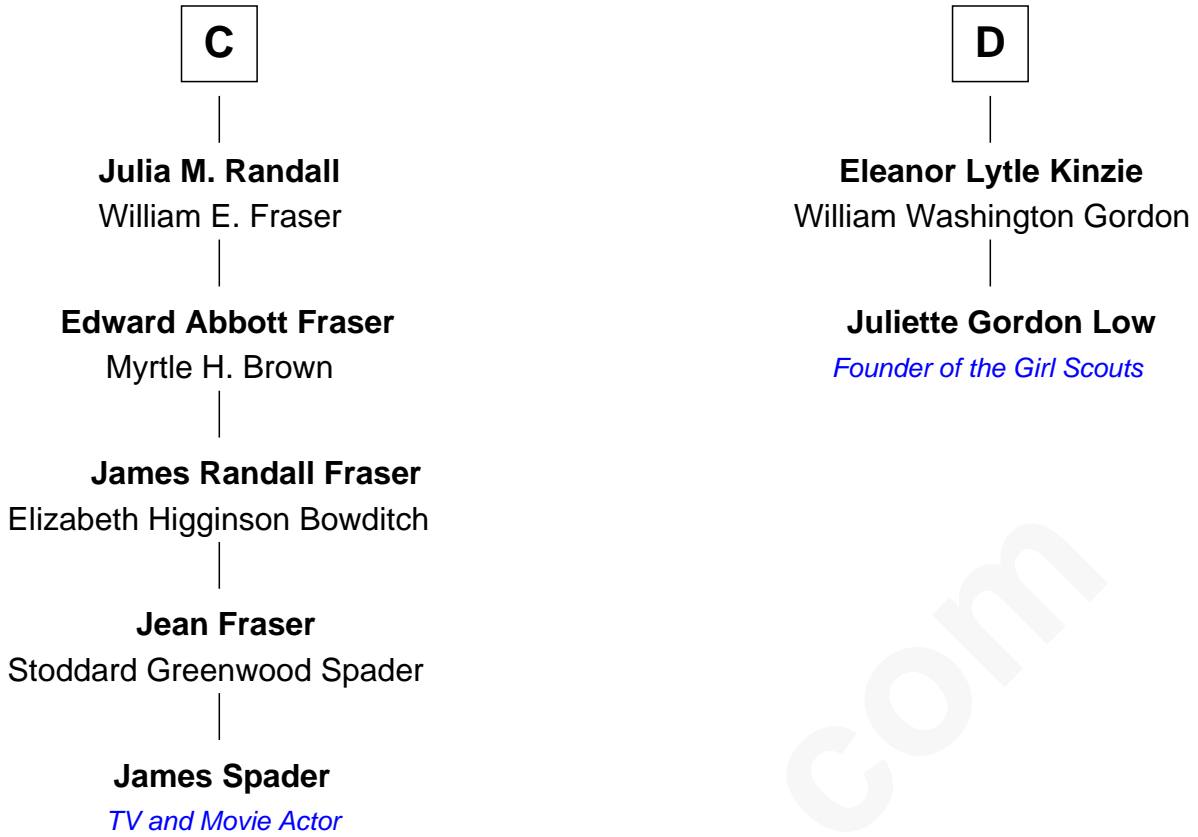 C
Julia M. Randall
William E. Fraser
Edward Abbott Fraser
Myrtle H. Brown
James Randall Fraser
Elizabeth Higginson Bowditch
Jean Fraser
Stoddard Greenwood Spader
James Spader
TV and Movie Actor
D
Eleanor Lytle Kinzie
William Washington Gordon
Juliette Gordon Low
Founder of the Girl Scouts
com